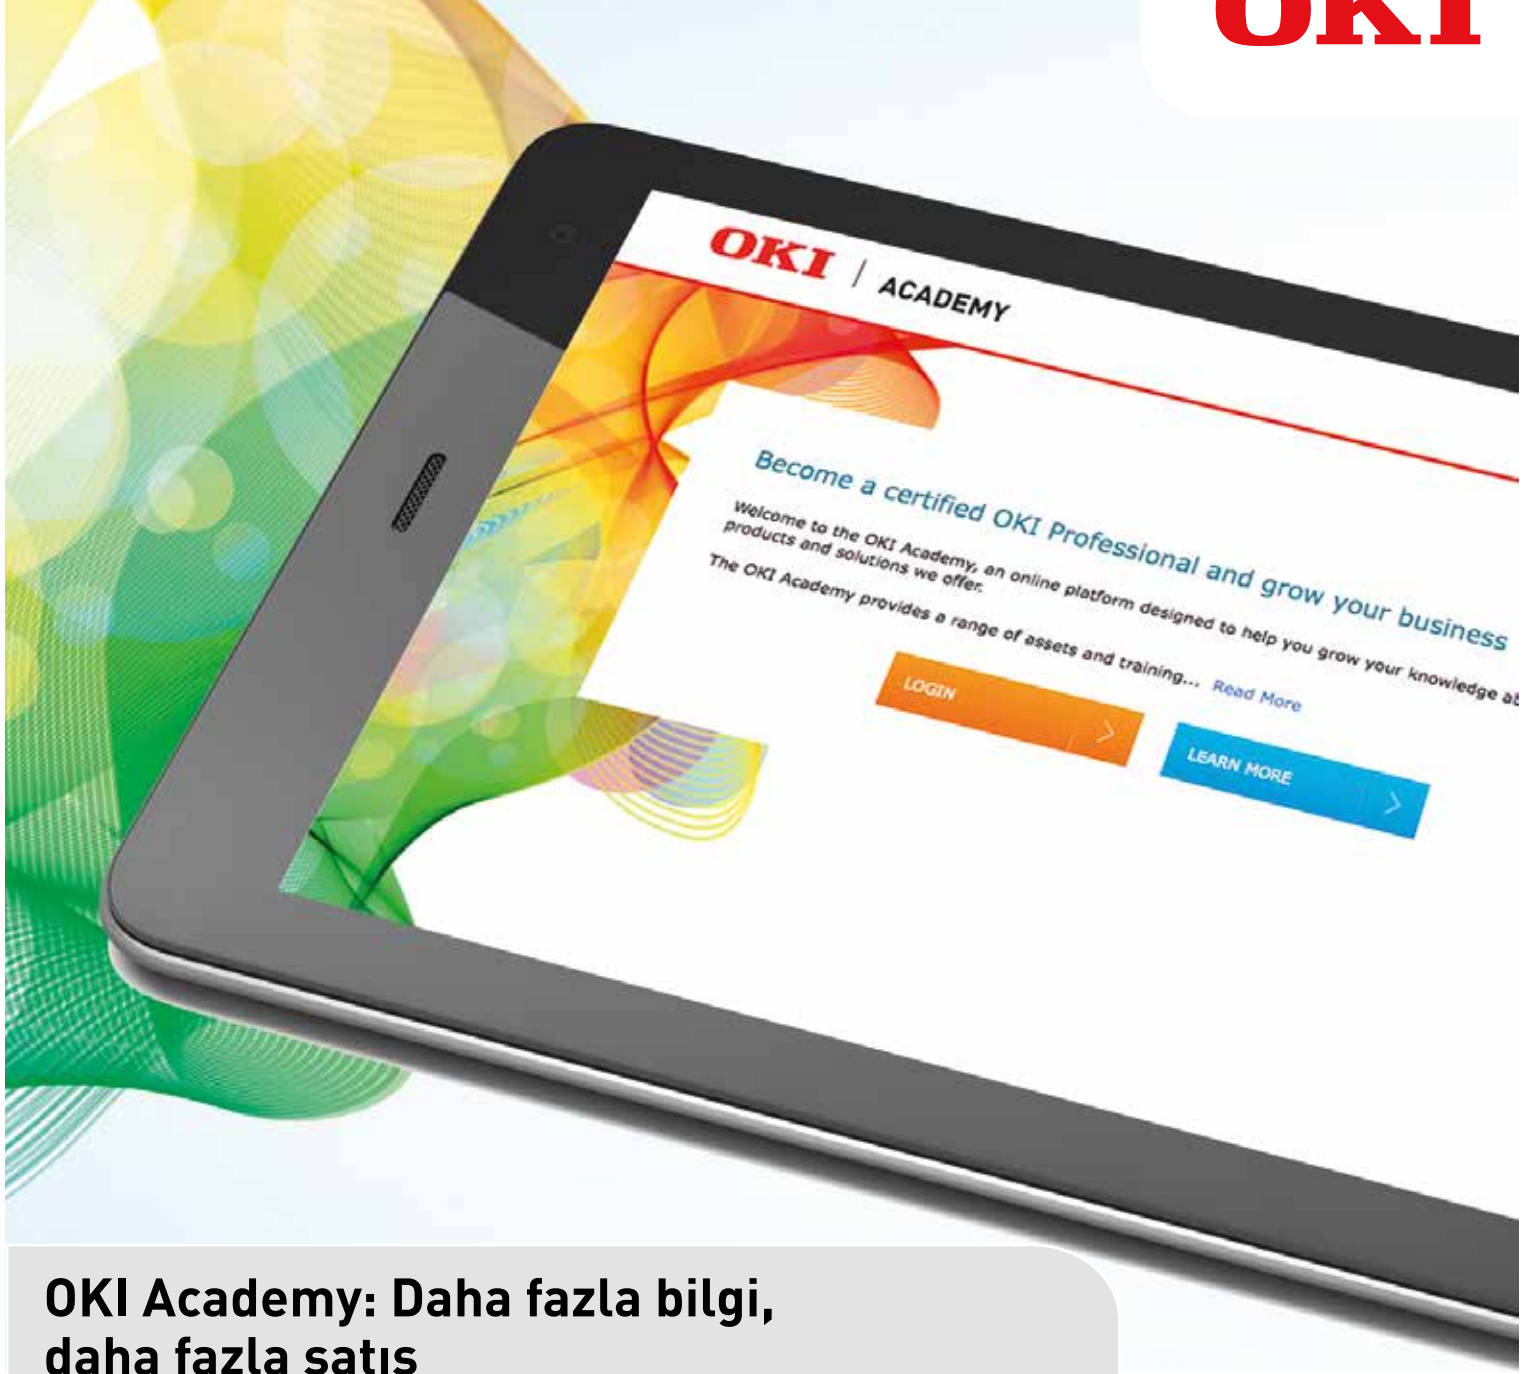 OKI
OKI | ACADEMY
Become a certified OKI Professional and grow your business
Welcome to the OKI Academy, an online platform designed to help you grow your knowledge
products and solutions we offer.
The OKI Academy provides a range of assets and training... Read More
LOGIN
LEARN MORE
OKI Academy: Daha fazla bilgi,
daha fazla satış